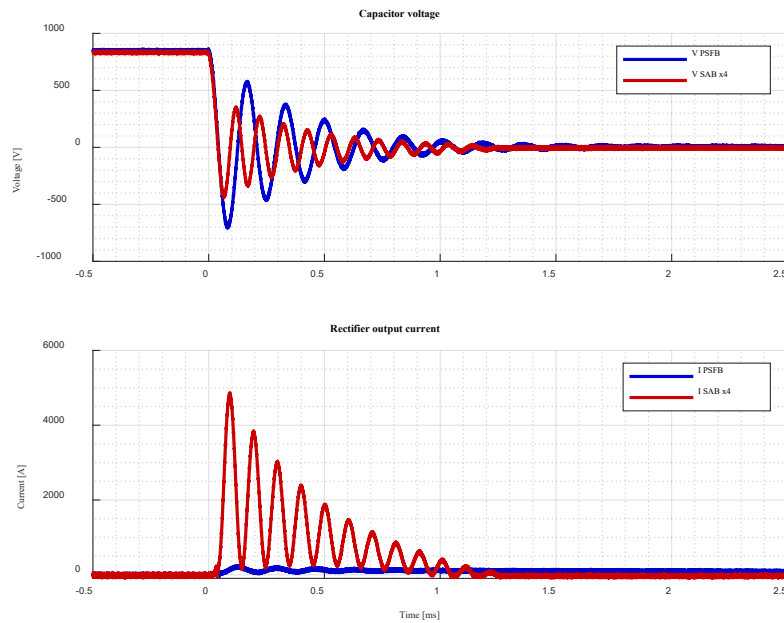 Capacitor voltage
1000
500
0
-500
-1000
Voltage [V]
V PSFB
V SAB x4
-0.5 0 0.5 1 1.5 2 2.5
Rectifier output current
6000
4000
2000
0
Current [A]
I PSFB
I SAB x4
-0.5 0 0.5 1 1.5 2 2.5
Time [ms]